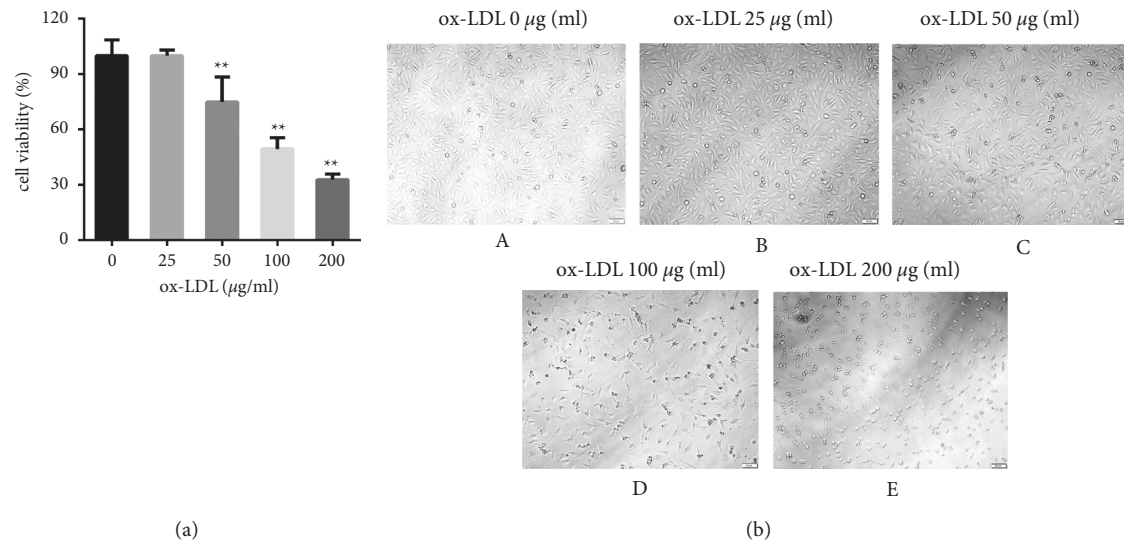 120
90
60
30
0
cell viability (%)
**
**
**
0 25 50 100 200
ox-LDL (μg/ml)
(a)
ox-LDL 0 μg (ml)
ox-LDL 25 μg (ml)
ox-LDL 50 μg (ml)
A
B
C
ox-LDL 100 μg (ml)
ox-LDL 200 μg (ml)
D
E
(b)